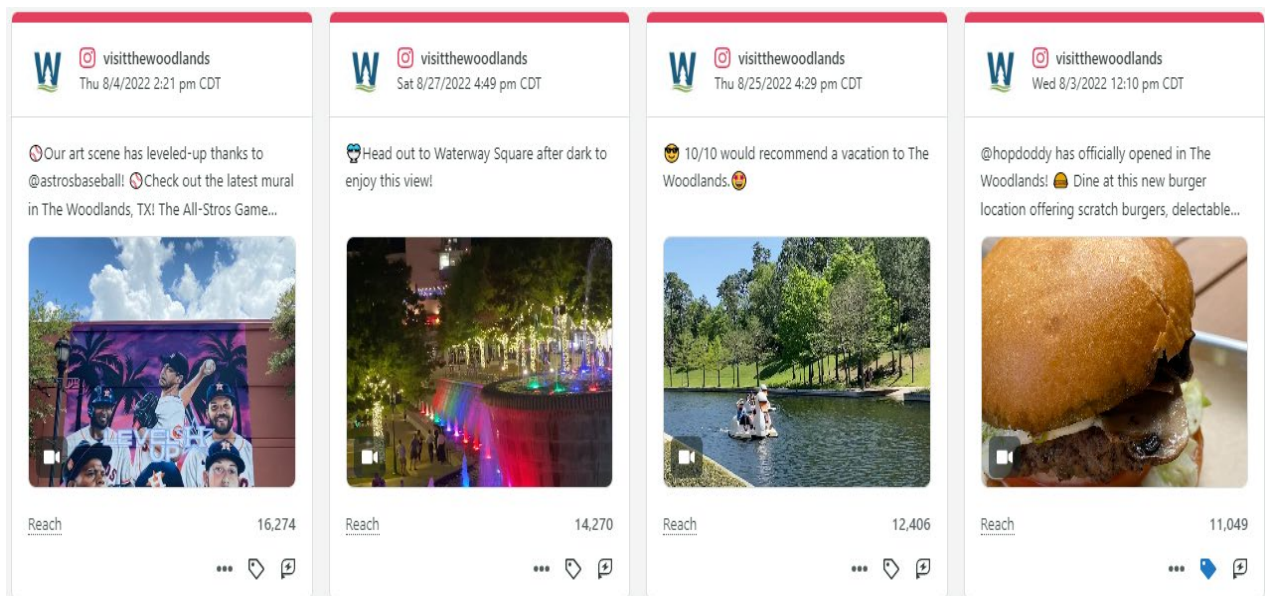 visitthewoodlands
Thu 8/4/2022 2:21 pm CDT
⚾Our art scene has leveled-up thanks to
@astrosbaseball! ⚾Check out the latest mural
in The Woodlands, TX! The All-Stros Game...
LEVELS
UP
Reach 16,274
visitthewoodlands
Sat 8/27/2022 4:49 pm CDT
🥶Head out to Waterway Square after dark to
enjoy this view!
Reach 14,270
visitthewoodlands
Thu 8/25/2022 4:29 pm CDT
😎 10/10 would recommend a vacation to The
Woodlands.😍
Reach 12,406
visitthewoodlands
Wed 8/3/2022 12:10 pm CDT
@hopdoddy has officially opened in The
Woodlands! 🍔 Dine at this new burger
location offering scratch burgers, delectable...
Reach 11,049